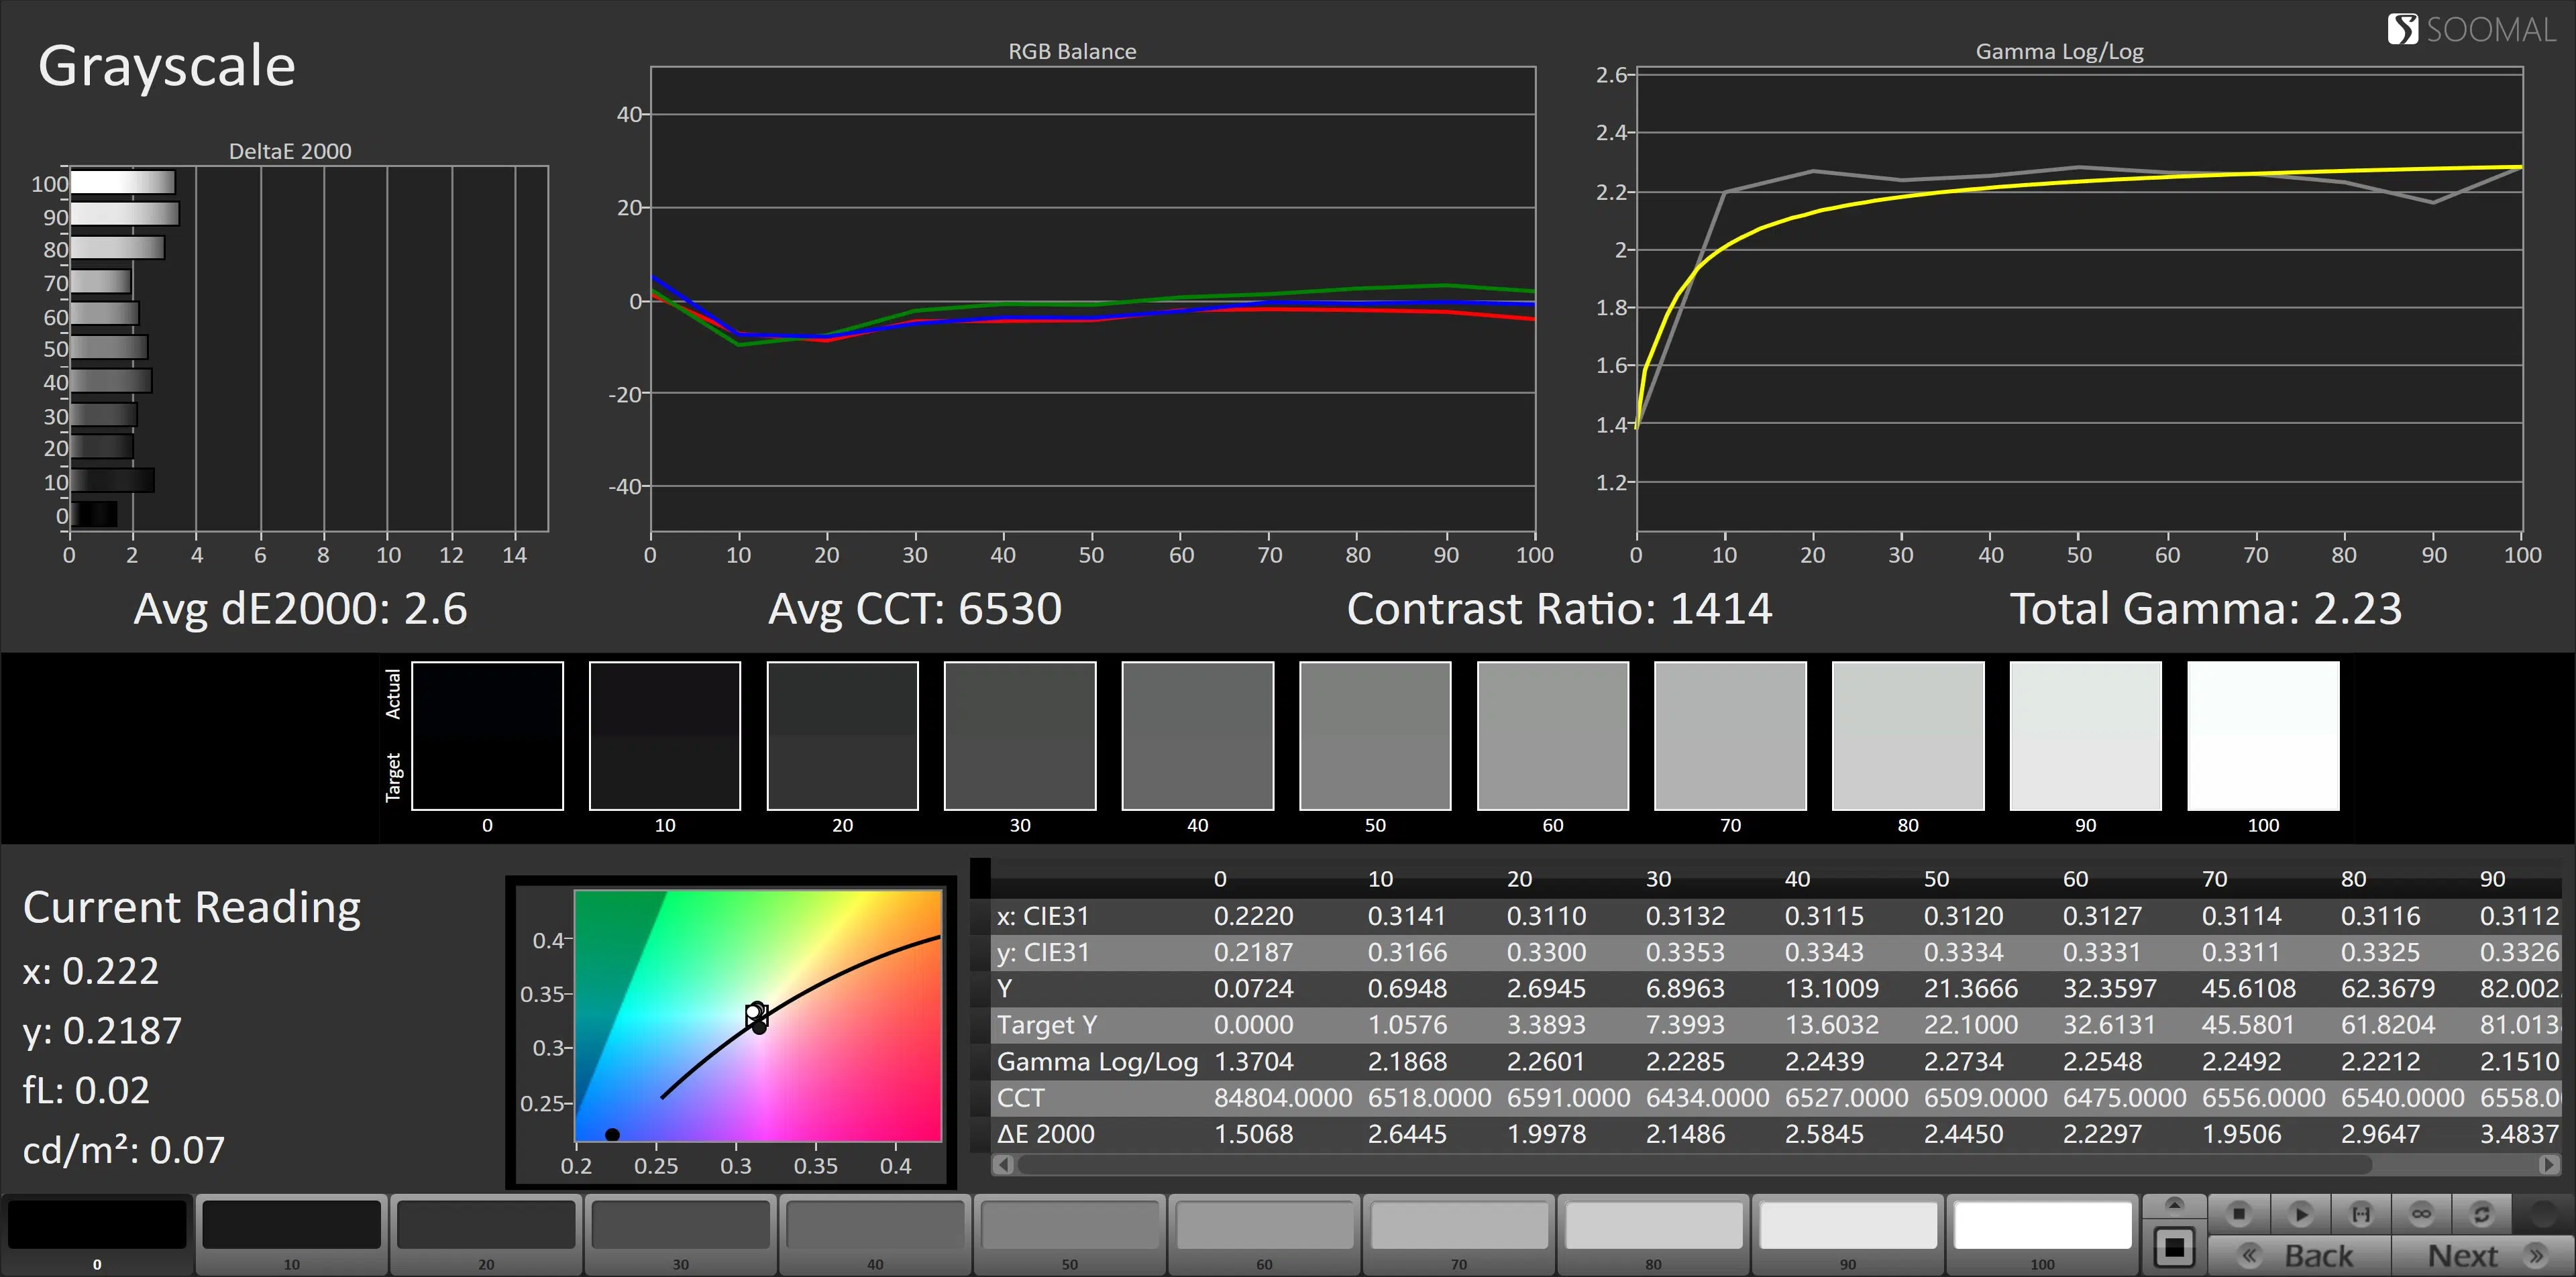 SOOMAL
Grayscale
DeltaE 2000
100
90
80
70
60
50
40
30
20
10
0
0 2 4 6 8 10 12 14
RGB Balance
40
20
0
-20
-40
0 10 20 30 40 50 60 70 80 90 100
Gamma Log/Log
2.6
2.4
2.2
2
1.8
1.6
1.4
1.2
0 10 20 30 40 50 60 70 80 90 100
Avg dE2000: 2.6 Avg CCT: 6530 Contrast Ratio: 1414 Total Gamma: 2.23
Actual
Target
0 10 20 30 40 50 60 70 80 90 100
Current Reading
x: 0.222
y: 0.2187
fL: 0.02
cd/m²: 0.07
0.4
0.35
0.3
0.25
0.2 0.25 0.3 0.35 0.4
0 10 20 30 40 50 60 70 80 90
x: CIE31 0.2220 0.3141 0.3110 0.3132 0.3115 0.3120 0.3127 0.3114 0.3116 0.3112
y: CIE31 0.2187 0.3166 0.3300 0.3353 0.3343 0.3334 0.3331 0.3311 0.3325 0.3326
Y 0.0724 0.6948 2.6945 6.8963 13.1009 21.3666 32.3597 45.6108 62.3679 82.002
Target Y 0.0000 1.0576 3.3893 7.3993 13.6032 22.1000 32.6131 45.5801 61.8204 81.013
Gamma Log/Log 1.3704 2.1868 2.2601 2.2285 2.2439 2.2734 2.2548 2.2492 2.2212 2.1510
CCT 84804.0000 6518.0000 6591.0000 6434.0000 6527.0000 6509.0000 6475.0000 6556.0000 6540.0000 6558.0
ΔE 2000 1.5068 2.6445 1.9978 2.1486 2.5845 2.4450 2.2297 1.9506 2.9647 3.4837
0 10 20 30 40 50 60 70 80 90 100
Back Next